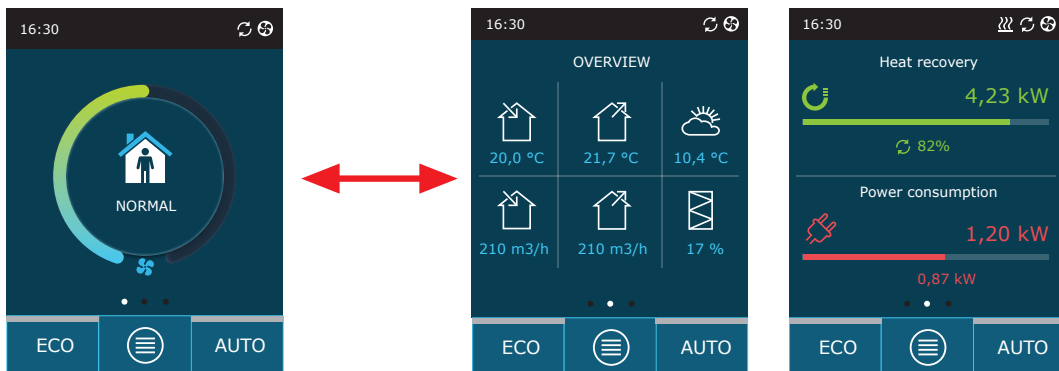 16:30
NORMAL
ECO
AUTO
16:30
OVERVIEW
20,0 °C 21,7 °C 10,4 °C
210 m3/h 210 m3/h 17 %
ECO
AUTO
16:30
Heat recovery
4,23 kW
82%
Power consumption
1,20 kW
0,87 kW
ECO
AUTO